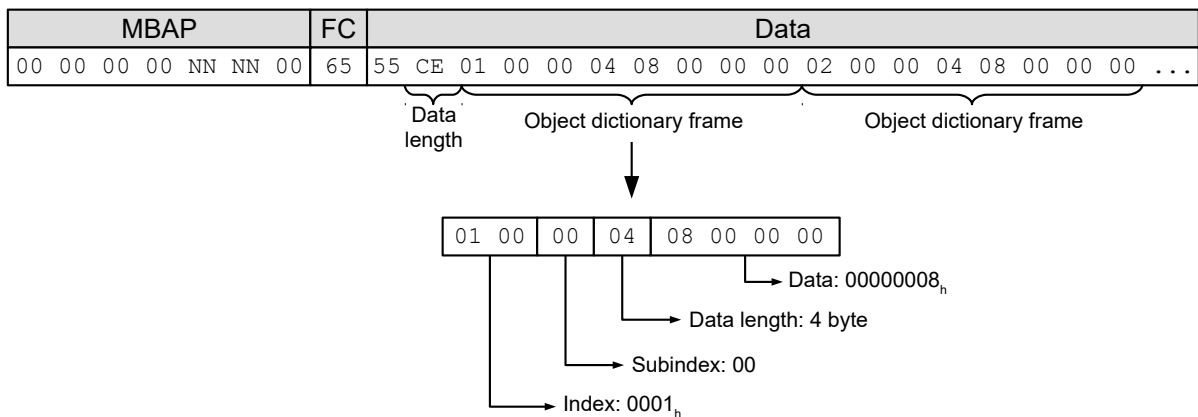 MBAP FC Data
00 00 00 00 NN NN 00 65 55 CE 01 00 00 04 08 00 00 00 02 00 00 04 08 00 00 00 ...
Data length
Object dictionary frame
Object dictionary frame
01 00 00 04 08 00 00 00
Data: 00000008h
Data length: 4 byte
Subindex: 00
Index: 0001h